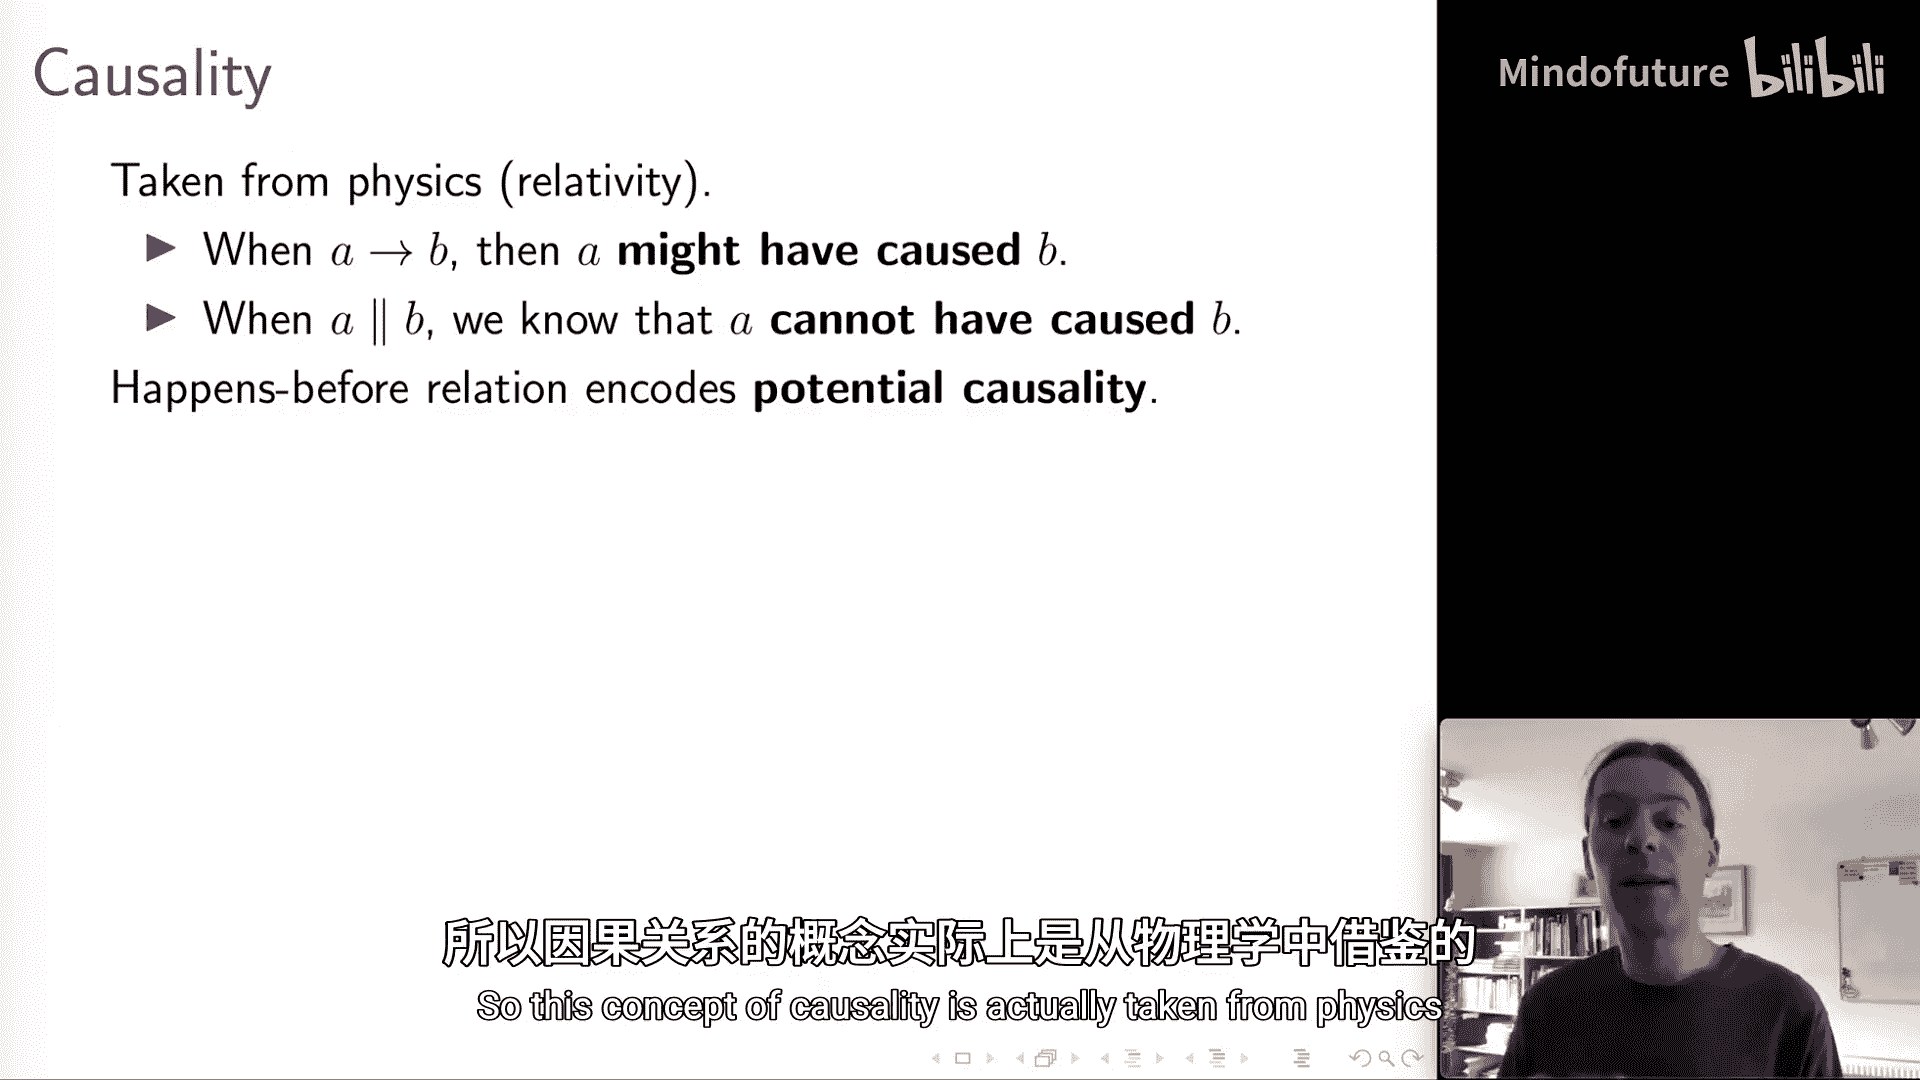 Causality
Mindofuture bilibili
Taken from physics (relativity).
▶ When a → b, then a might have caused b.
▶ When a ∥ b, we know that a cannot have caused b.
Happens-before relation encodes potential causality.
所以因果关系的概念实际上是从物理学中借鉴的
So this concept of causality is actually taken from physics